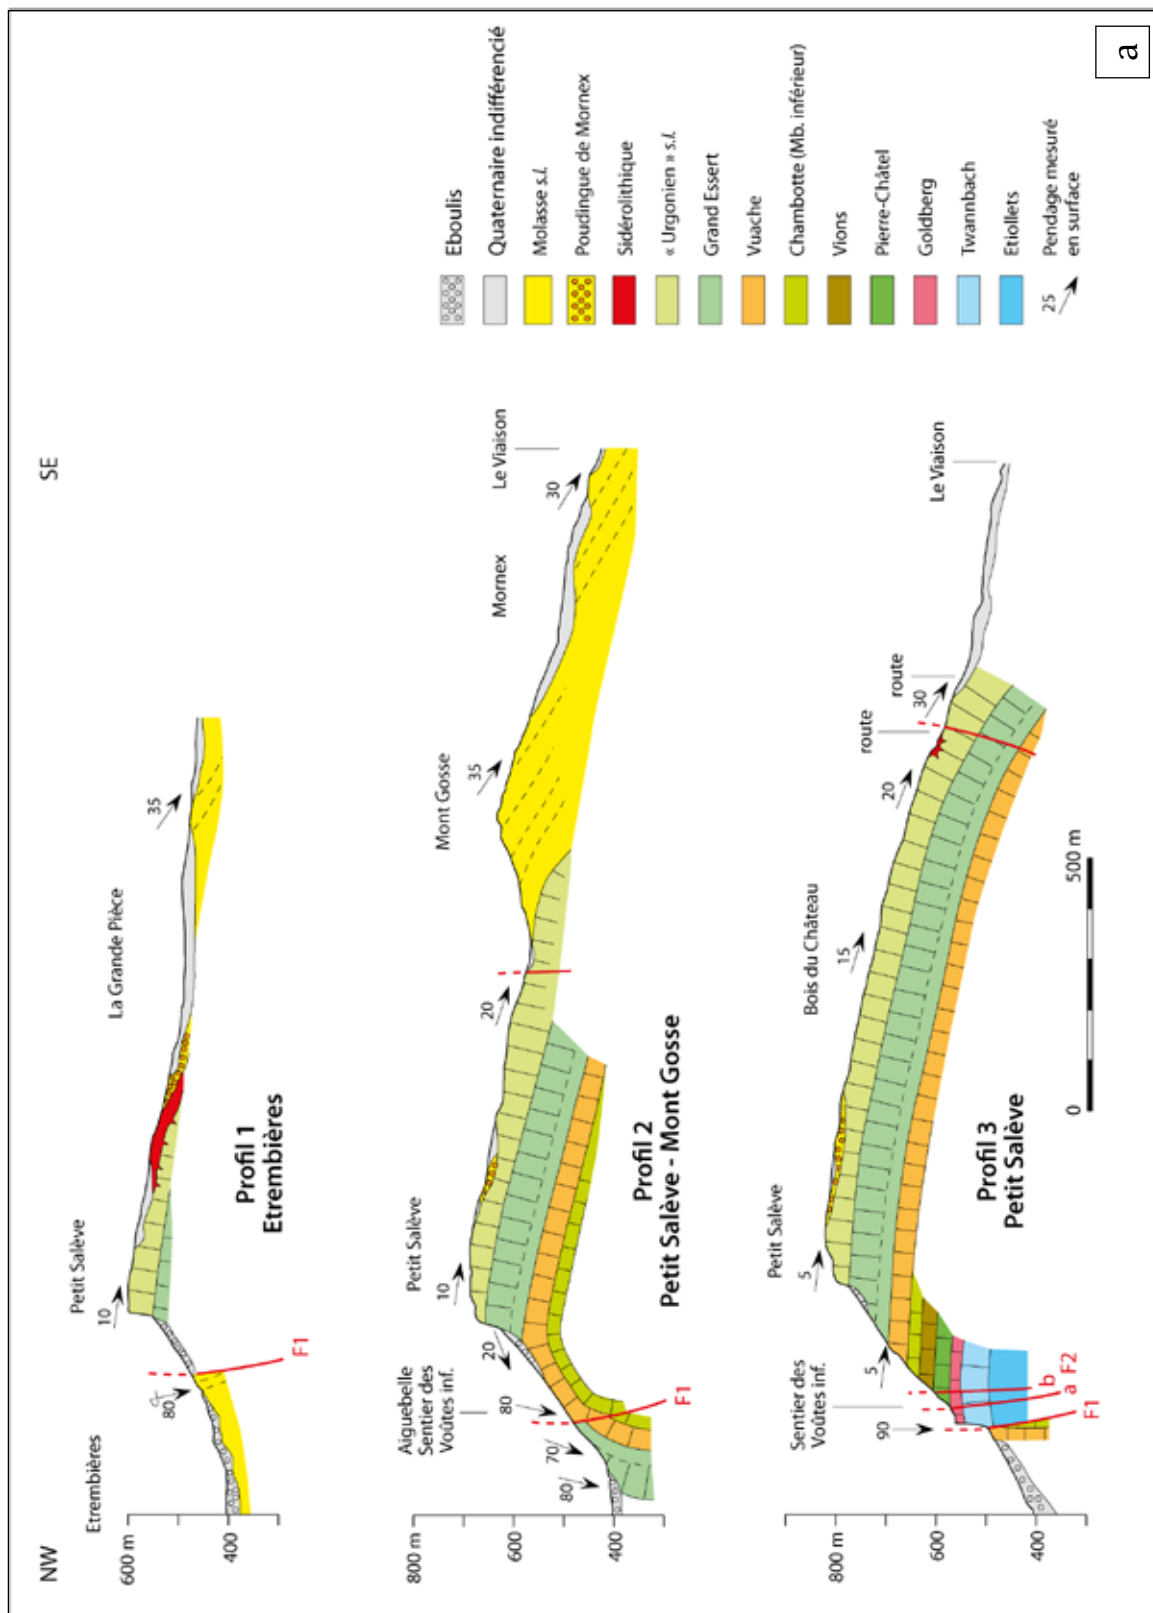 NW
SE
a
Etrembières
Petit Salève
La Grande Pièce
600 m
400
80
10
35
F1
Profil 1
Etrembières
Aiguebelle
Sentier des
Voûtes inf.
Petit Salève
Mont Gosse
Mornex
Le Viaison
800 m
600
400
80
70
80
20
10
20
35
30
F1
Profil 2
Petit Salève - Mont Gosse
Sentier des
Voûtes inf.
Petit Salève
Bois du Château
route
route
Le Viaison
800 m
600
400
90
5
5
15
20
30
F1
a
b
F2
Profil 3
Petit Salève
0
500 m
Eboulis
Quaternaire indifférencié
Molasse s.l.
Poudingue de Mornex
Sidérolithique
« Urgonien » s.l.
Grand Essert
Vuache
Chambotte (Mb. inférieur)
Vions
Pierre-Châtel
Goldberg
Twannbach
Etiollets
25
Pendage mesuré
en surface